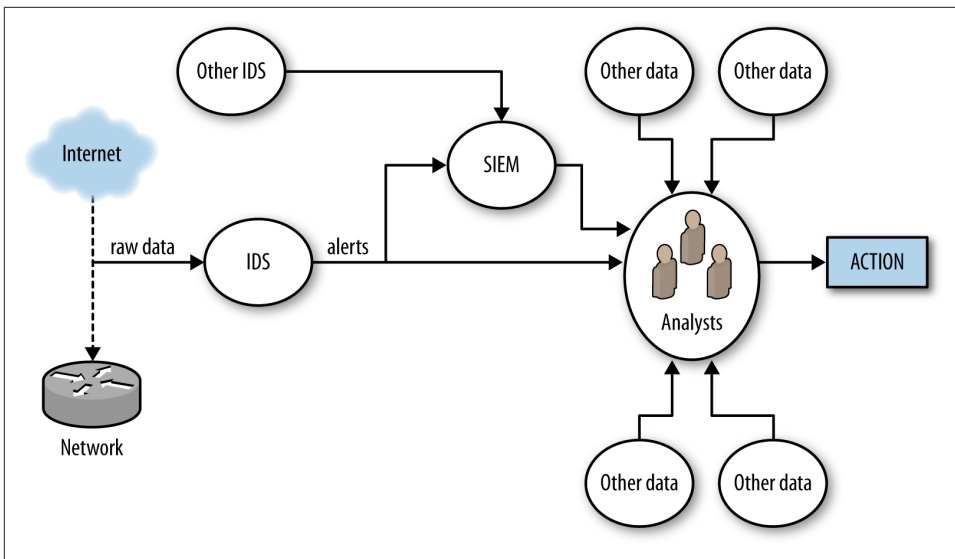 Other IDS
Other data
Other data
Internet
SIEM
raw data
IDS
alerts
ACTION
Analysts
Network
Other data
Other data